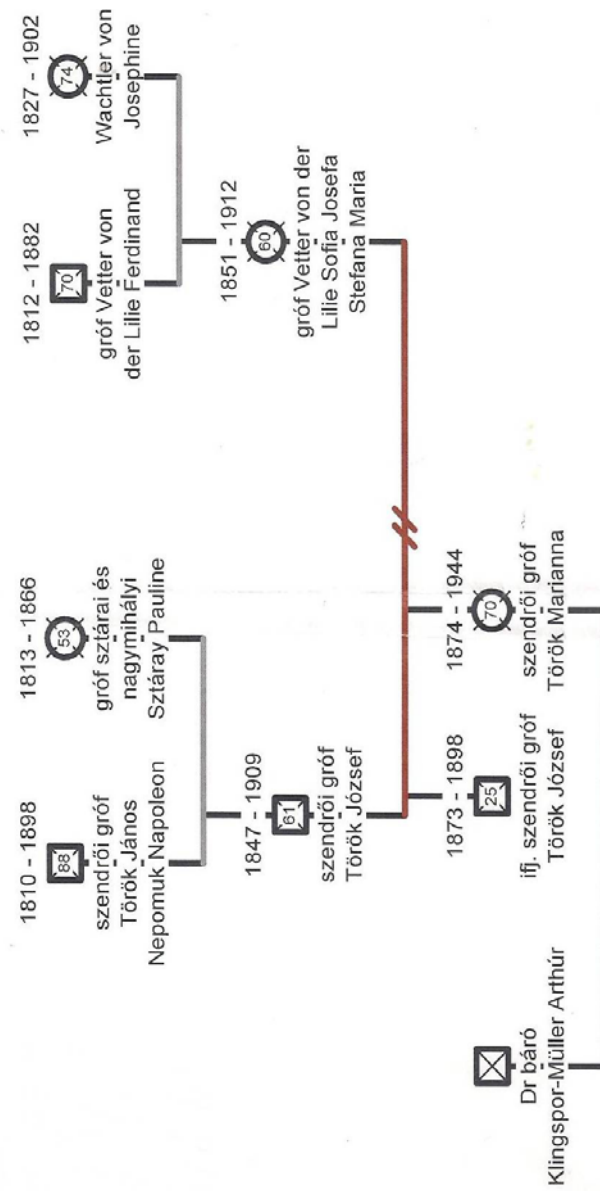 1810 - 1898
88
szendrői gróf
Török János
Nepomuk Napoleon
1813 - 1866
53
gróf sztárai és
nagymihályi
Sztáray Pauline
1812 - 1882
70
gróf Vetter von
der Lilie Ferdinand
1827 - 1902
74
Wachtler von
Josephine
1847 - 1909
61
szendrői gróf
Török József
1851 - 1912
60
gróf Vetter von der
Lilie Sofia Josefa
Stefana Maria
Dr báró
Klingspor-Müller Arthúr
1873 - 1898
25
ifj. szendrői gróf
Török József
1874 - 1944
70
szendrői gróf
Török Marianna